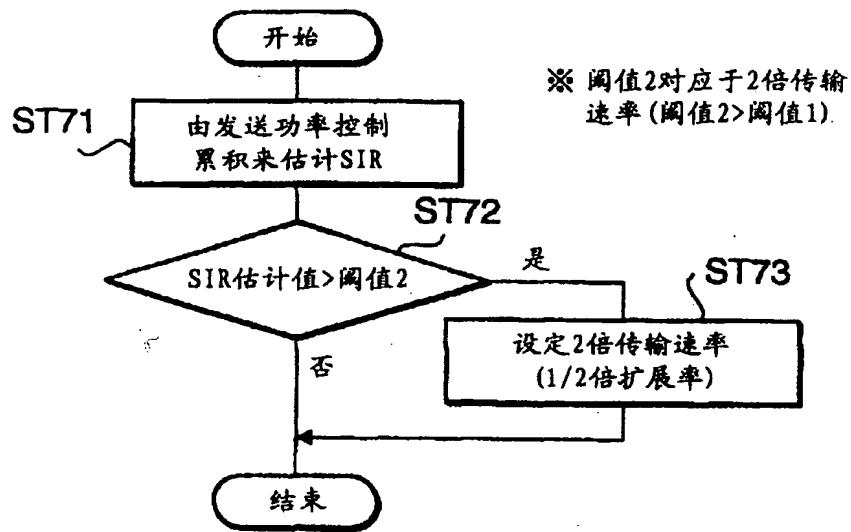 开始
※ 阈值2对应于2倍传输
速率(阈值2>阈值1)
ST71
由发送功率控制
累积来估计SIR
ST72
SIR估计值>阈值2
是
ST73
设定2倍传输速率
(1/2倍扩展率)
否
结束